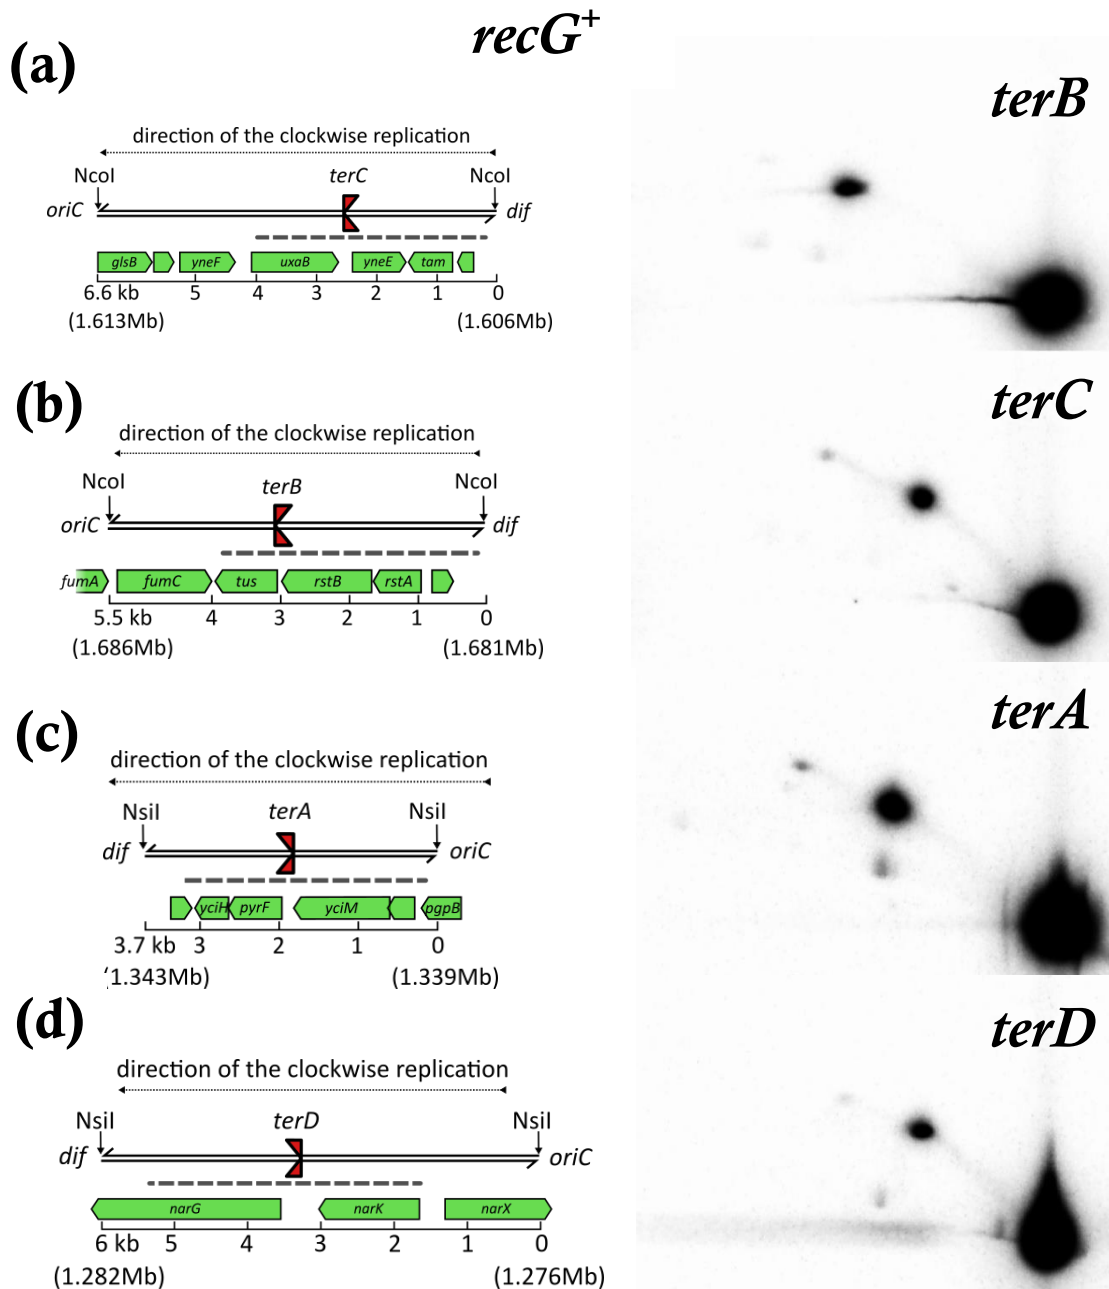 recG+
(a)
terB
direction of the clockwise replication
NcoI
terC
NcoI
oriC
dif
glsB
yneF
uxaB
yneE
tam
6.6 kb 5 4 3 2 1 0
(1.613Mb)
(1.606Mb)
(b)
terC
direction of the clockwise replication
NcoI
terB
NcoI
oriC
dif
fumA
fumC
tus
rstB
rstA
5.5 kb 4 3 2 1 0
(1.686Mb)
(1.681Mb)
(c)
terA
direction of the clockwise replication
NsiI
terA
NsiI
dif
oriC
yciH
pyrF
yciM
pgpB
3.7 kb 3 2 1 0
(1.343Mb)
(1.339Mb)
(d)
terD
direction of the clockwise replication
NsiI
terD
NsiI
dif
oriC
narG
narK
narX
6 kb 5 4 3 2 1 0
(1.282Mb)
(1.276Mb)